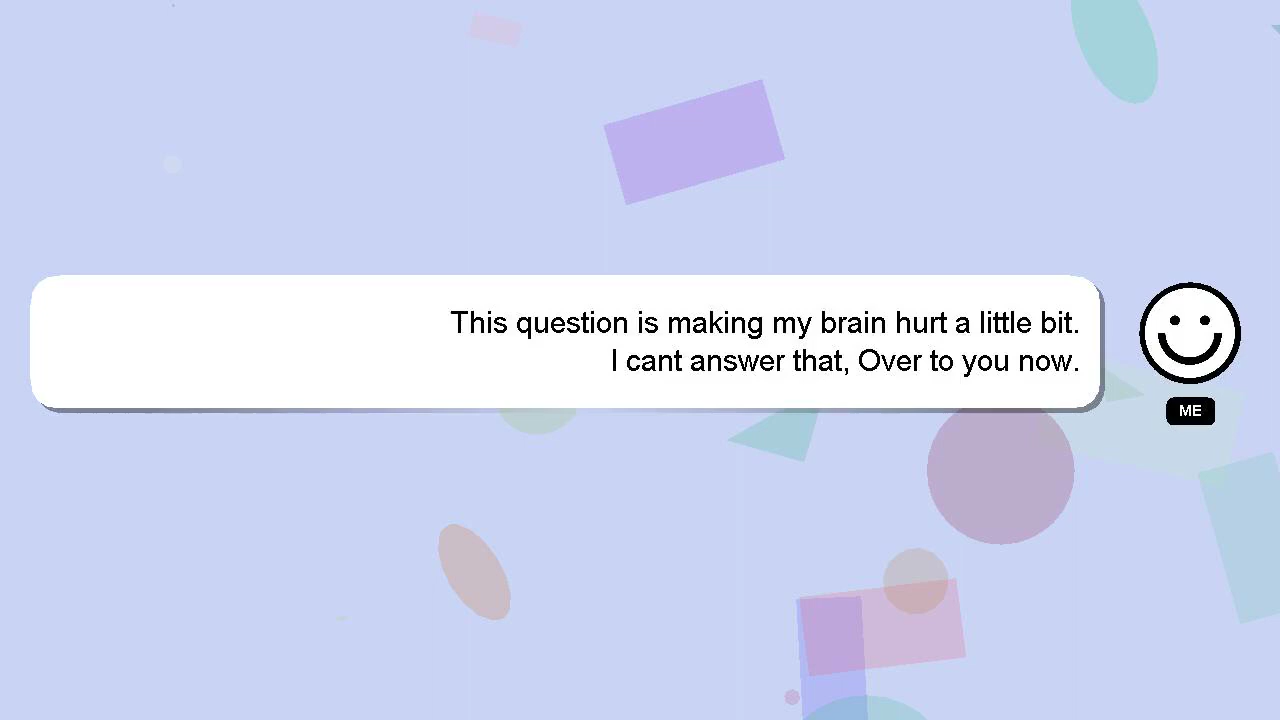 This question is making my brain hurt a little bit.
I cant answer that, Over to you now.
ME